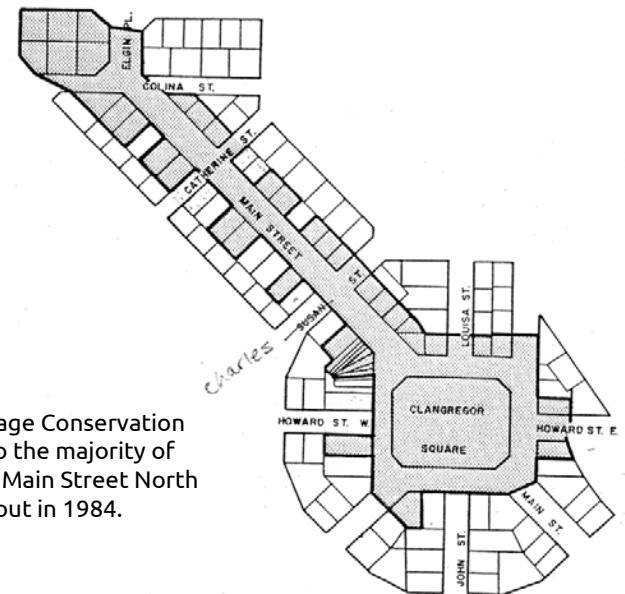 ELGIN PL.
COLINA ST.
CATHERINE ST.
MAIN STREET
ST.
SUSAN
charles
LOUISA ST.
HOWARD ST. W.
CLANGREGOR
SQUARE
HOWARD ST. E.
MAIN ST.
JOHN ST.
age Conservation
o the majority of
Main Street North
out in 1984.